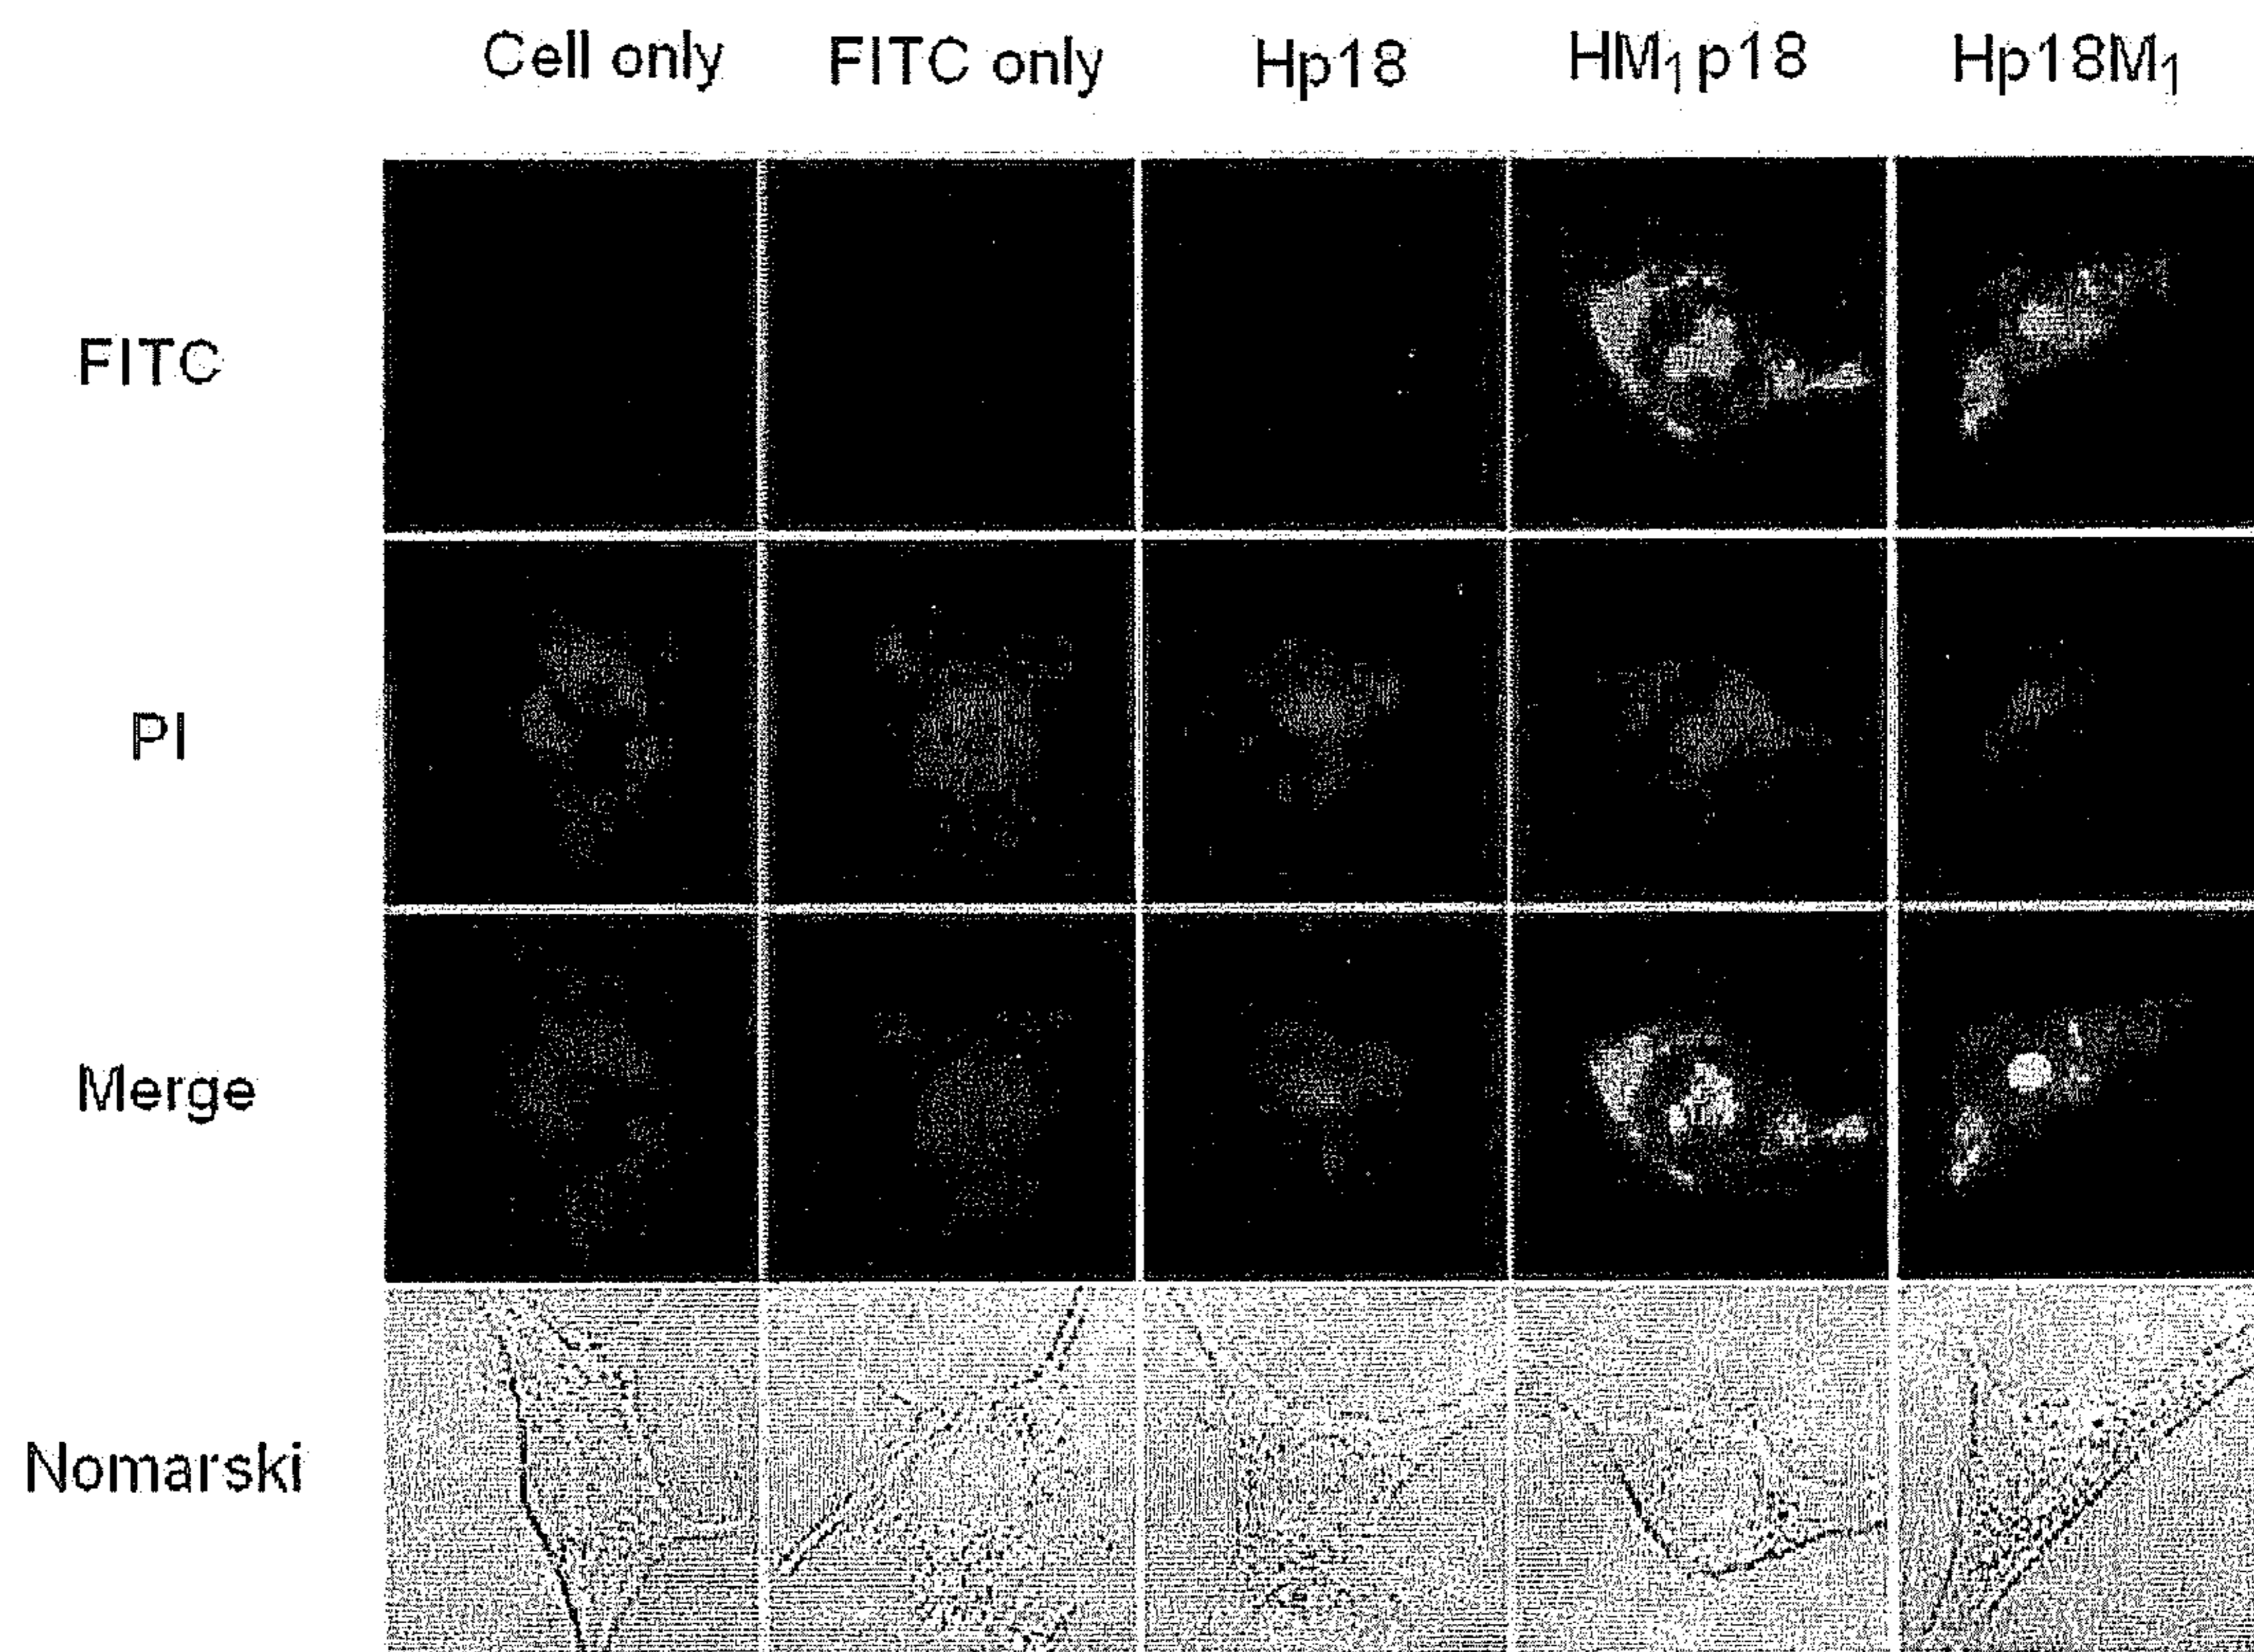 Cell only FITC only Hp18 HM₁p18 Hp18M₁
FITC
PI
Merge
Nomarski